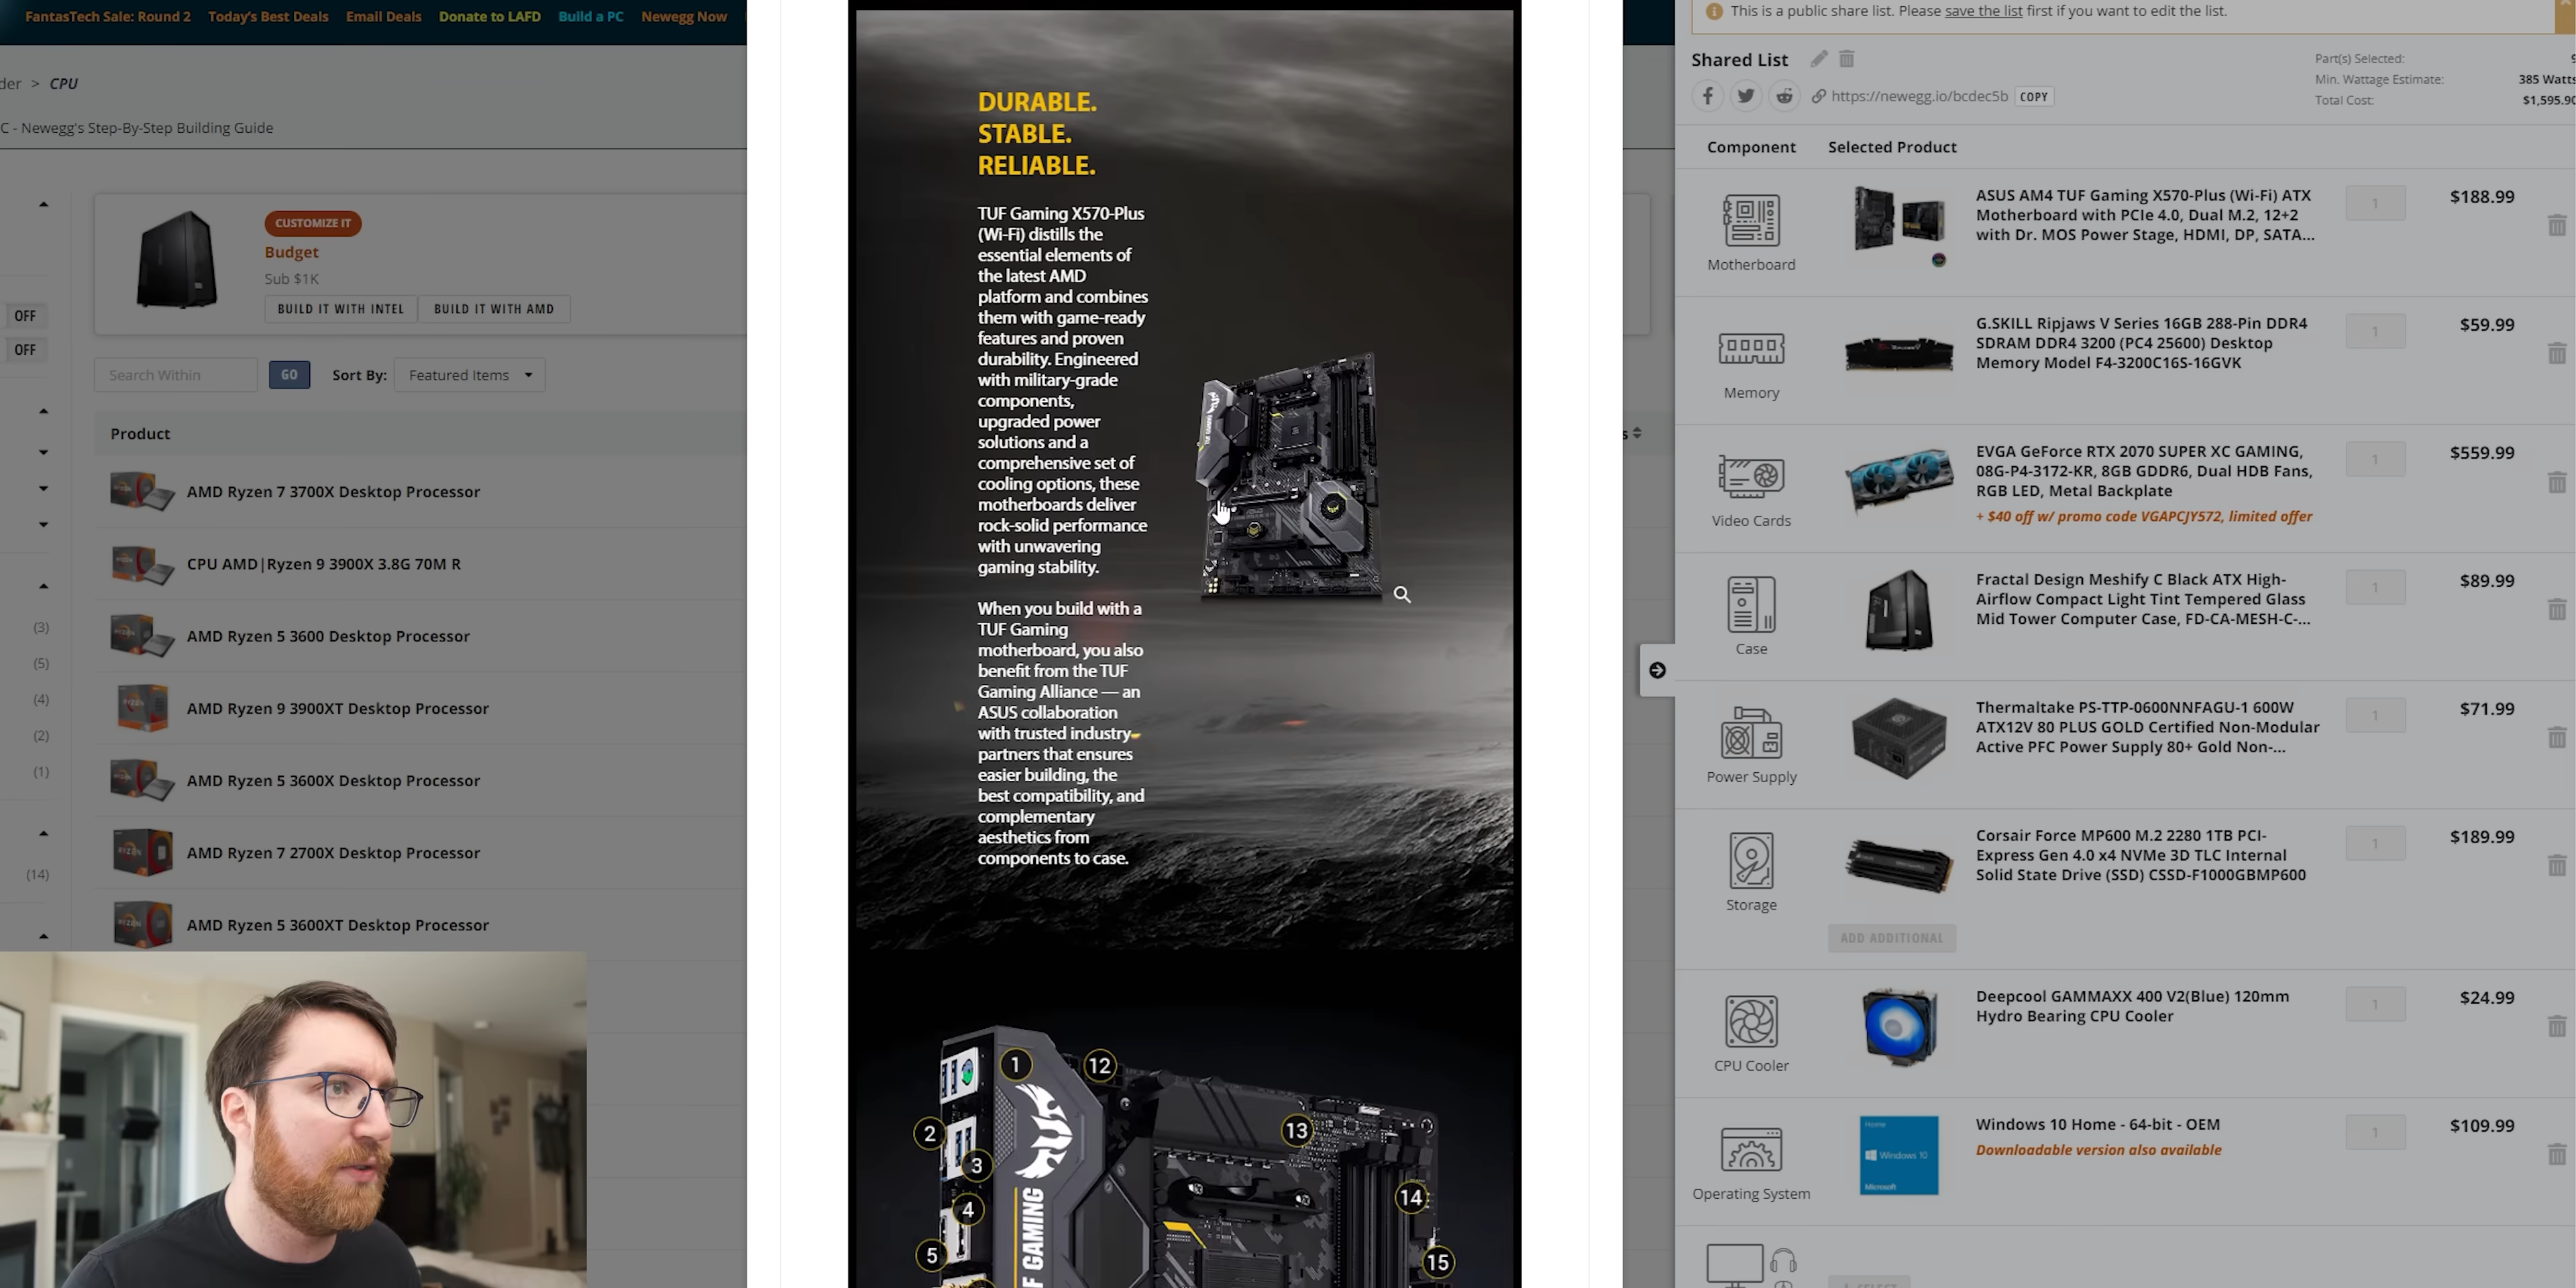 FantasTech Sale: Round 2 Today's Best Deals Email Deals Donate to LAFD Build a PC Newegg Now
der > CPU
C - Newegg's Step-By-Step Building Guide
CUSTOMIZE IT
Budget
Sub $1K
BUILD IT WITH INTEL BUILD IT WITH AMD
OFF
OFF
Search Within GO Sort By: Featured Items
Product
AMD Ryzen 7 3700X Desktop Processor
CPU AMD|Ryzen 9 3900X 3.8G 70M R
AMD Ryzen 5 3600 Desktop Processor
AMD Ryzen 9 3900XT Desktop Processor
AMD Ryzen 5 3600X Desktop Processor
AMD Ryzen 7 2700X Desktop Processor
AMD Ryzen 5 3600XT Desktop Processor
(3)
(5)
(4)
(2)
(1)
(14)
DURABLE.
STABLE.
RELIABLE.
TUF Gaming X570-Plus
(Wi-Fi) distills the
essential elements of
the latest AMD
platform and combines
them with game-ready
features and proven
durability. Engineered
with military-grade
components,
upgraded power
solutions and a
comprehensive set of
cooling options, these
motherboards deliver
rock-solid performance
with unwavering
gaming stability.
When you build with a
TUF Gaming
motherboard, you also
benefit from the TUF
Gaming Alliance — an
ASUS collaboration
with trusted industry
partners that ensures
easier building, the
best compatibility, and
complementary
aesthetics from
components to case.
1
12
2
13
3
14
4
5
15
F GAMING
s
This is a public share list. Please save the list first if you want to edit the list.
Shared List
https://newegg.io/bcdec5b COPY
Part(s) Selected: 9
Min. Wattage Estimate: 385 Watts
Total Cost: $1,595.90
Component Selected Product
Motherboard
ASUS AM4 TUF Gaming X570-Plus (Wi-Fi) ATX
Motherboard with PCIe 4.0, Dual M.2, 12+2
with Dr. MOS Power Stage, HDMI, DP, SATA...
1
$188.99
Memory
G.SKILL Ripjaws V Series 16GB 288-Pin DDR4
SDRAM DDR4 3200 (PC4 25600) Desktop
Memory Model F4-3200C16S-16GVK
1
$59.99
Video Cards
EVGA GeForce RTX 2070 SUPER XC GAMING,
08G-P4-3172-KR, 8GB GDDR6, Dual HDB Fans,
RGB LED, Metal Backplate
+ $40 off w/ promo code VGAPCJY572, limited offer
1
$559.99
Case
Fractal Design Meshify C Black ATX High-
Airflow Compact Light Tint Tempered Glass
Mid Tower Computer Case, FD-CA-MESH-C-...
1
$89.99
Power Supply
Thermaltake PS-TTP-0600NNFAGU-1 600W
ATX12V 80 PLUS GOLD Certified Non-Modular
Active PFC Power Supply 80+ Gold Non-...
1
$71.99
Storage
Corsair Force MP600 M.2 2280 1TB PCI-
Express Gen 4.0 x4 NVMe 3D TLC Internal
Solid State Drive (SSD) CSSD-F1000GBMP600
1
$189.99
ADD ADDITIONAL
CPU Cooler
Deepcool GAMMAXX 400 V2(Blue) 120mm
Hydro Bearing CPU Cooler
1
$24.99
Operating System
Home
Windows 10
Microsoft
Windows 10 Home - 64-bit - OEM
Downloadable version also available
1
$109.99